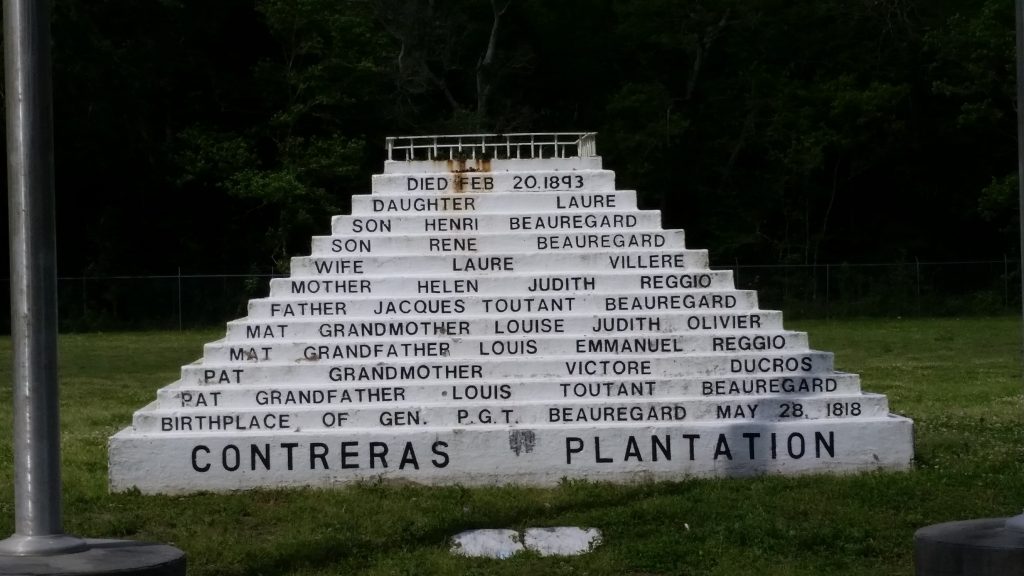 DIED FEB 20.1893
DAUGHTER LAURE
SON HENRI BEAUREGARD
SON RENE BEAUREGARD
WIFE LAURE VILLERE
MOTHER HELEN JUDITH REGGIO
FATHER JACQUES TOUTANT BEAUREGARD
MAT GRANDMOTHER LOUISE JUDITH OLIVIER
MAT GRANDFATHER LOUIS EMMANUEL REGGIO
PAT GRANDMOTHER VICTORE DUCROS
PAT GRANDFATHER LOUIS TOUTANT BEAUREGARD
BIRTHPLACE OF GEN. P.G.T. BEAUREGARD MAY 28, 1818
CONTRERAS PLANTATION